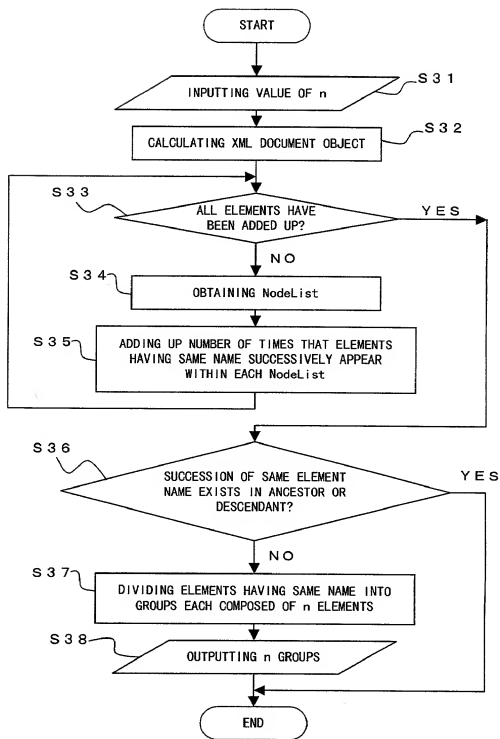 START
INPUTTING VALUE OF n
S31
CALCULATING XML DOCUMENT OBJECT
S32
S33
ALL ELEMENTS HAVE
BEEN ADDED UP?
YES
NO
S34
OBTAINING NodeList
S35
ADDING UP NUMBER OF TIMES THAT ELEMENTS
HAVING SAME NAME SUCCESSIVELY APPEAR
WITHIN EACH NodeList
S36
SUCCESSION OF SAME ELEMENT
NAME EXISTS IN ANCESTOR OR
DESCENDANT?
YES
NO
S37
DIVIDING ELEMENTS HAVING SAME NAME INTO
GROUPS EACH COMPOSED OF n ELEMENTS
S38
OUTPUTTING n GROUPS
END